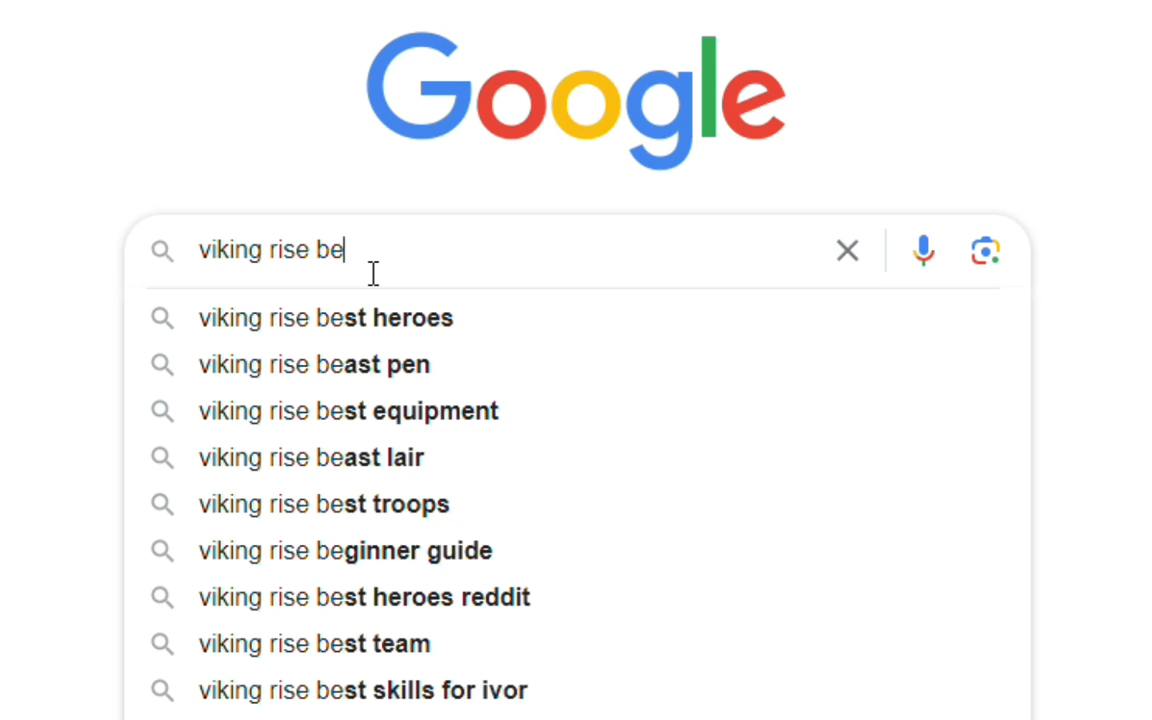 Google
viking rise be
viking rise best heroes
viking rise beast pen
viking rise best equipment
viking rise beast lair
viking rise best troops
viking rise beginner guide
viking rise best heroes reddit
viking rise best team
viking rise best skills for ivor